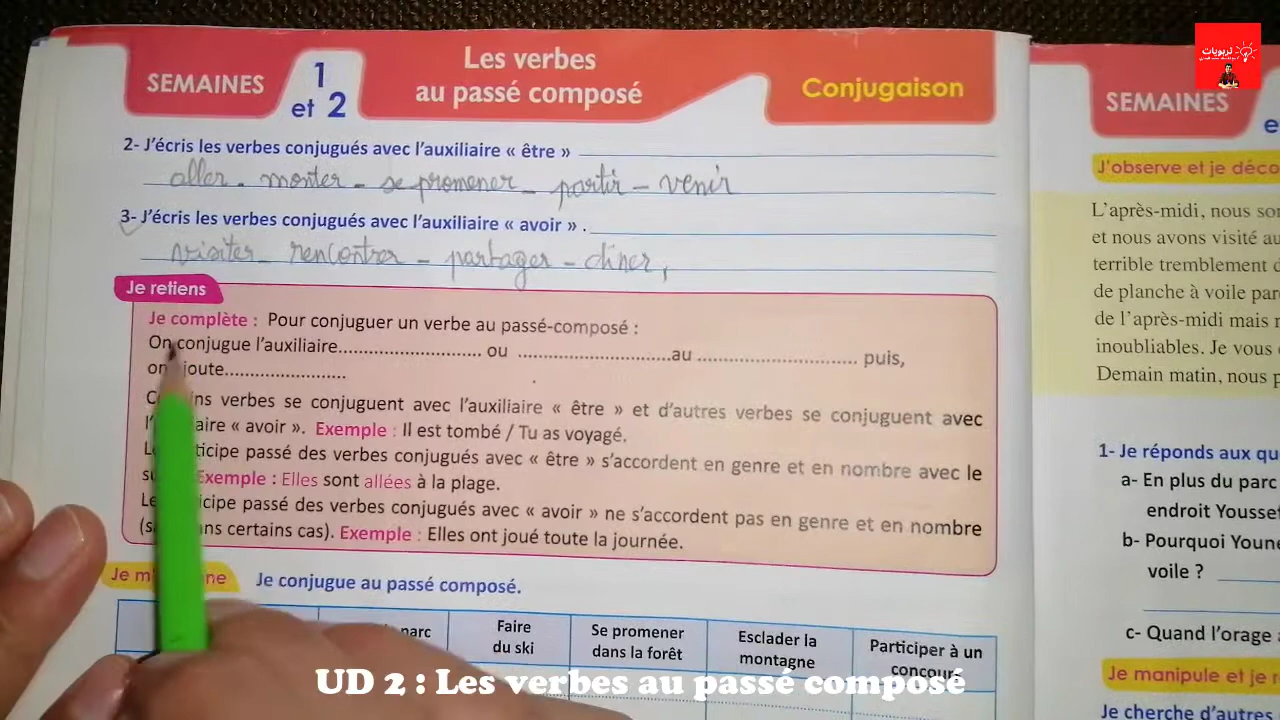 تربويات
SEMAINES 1 et 2
Les verbes
au passé composé
Conjugaison
2- J'écris les verbes conjugués avec l'auxiliaire « être »
aller - monter - se promener - partir - venir
3- J'écris les verbes conjugués avec l'auxiliaire « avoir » .
visiter - rencontrer - partager - diner,
Je retiens
Je complète : Pour conjuguer un verbe au passé-composé :
On conjugue l'auxiliaire................................ ou ....................................au ..................................... puis,
joute.......................
verbes se conjuguent avec l'auxiliaire « être » et d'autres verbes se conjuguent avec
« avoir ». Exemple : Il est tombé / Tu as voyagé.
passé des verbes conjugués avec « être » s'accordent en genre et en nombre avec le
Exemple : Elles sont allées à la plage.
passé des verbes conjugués avec « avoir » ne s'accordent pas en genre et en nombre
certains cas). Exemple : Elles ont joué toute la journée.
Je conjugue au passé composé.
parc
Faire
du ski
Se promener
dans la forêt
Esclader la
montagne
Participer à un
concours
SEMAINES
J'observe et je déco
L'après-midi, nous so
et nous avons visité au
terrible tremblement d
de planche à voile par
de l'après-midi mais r
inoubliables. Je vous
Demain matin, nous p
1- Je réponds aux qu
a- En plus du parc
endroit Yousse
b- Pourquoi Youne
voile ?
c- Quand l'orage
Je manipule et je r
Je cherche d'autres
UD 2 : Les verbes au passé composé